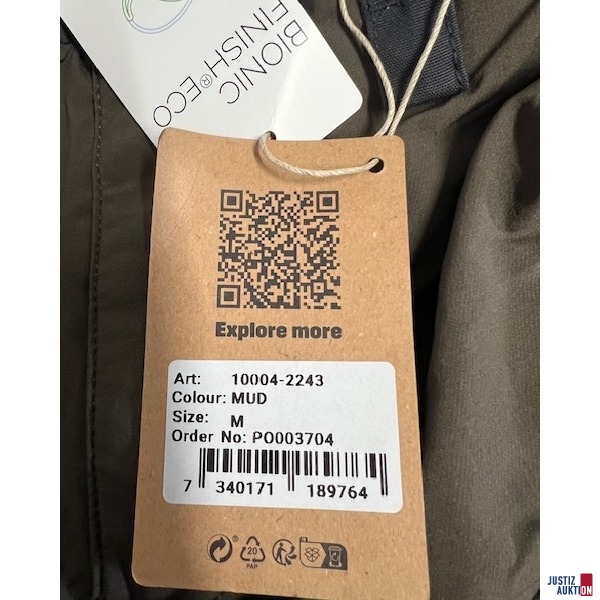 BIONIC
FINISH®ECO
Explore more
Art: 10004-2243
Colour: MUD
Size: M
Order No: PO003704
7 340171 189764
20
PAP
JUSTIZ
AUKTION